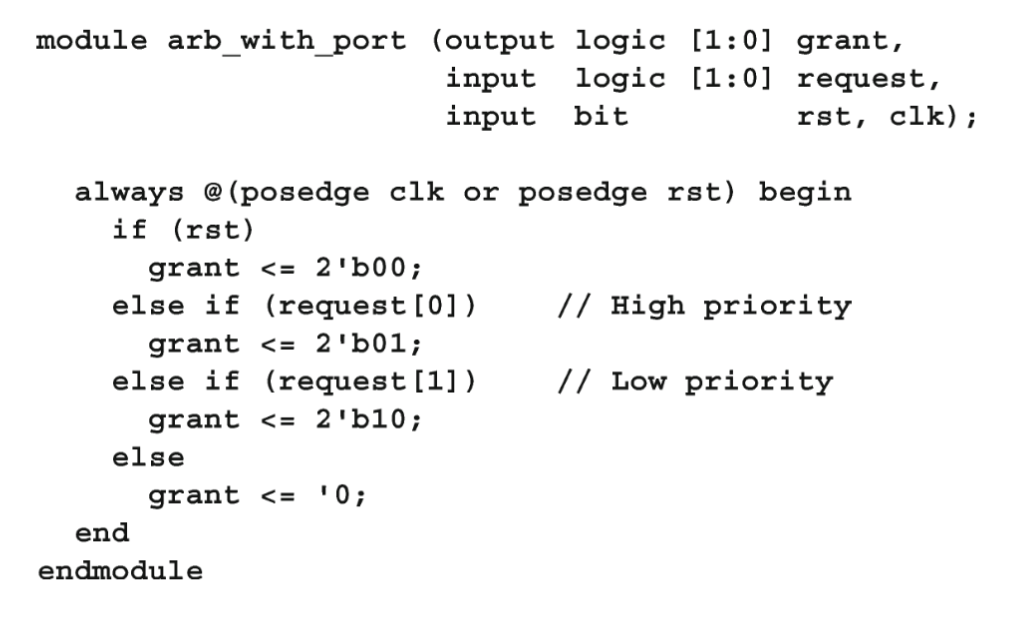 module arb_with_port (output logic [1:0] grant,
                      input  logic [1:0] request,
                      input  bit         rst, clk);
  always @(posedge clk or posedge rst) begin
    if (rst)
      grant <= 2'b00;
    else if (request[0])    // High priority
      grant <= 2'b01;
    else if (request[1])    // Low priority
      grant <= 2'b10;
    else
      grant <= '0;
  end
endmodule